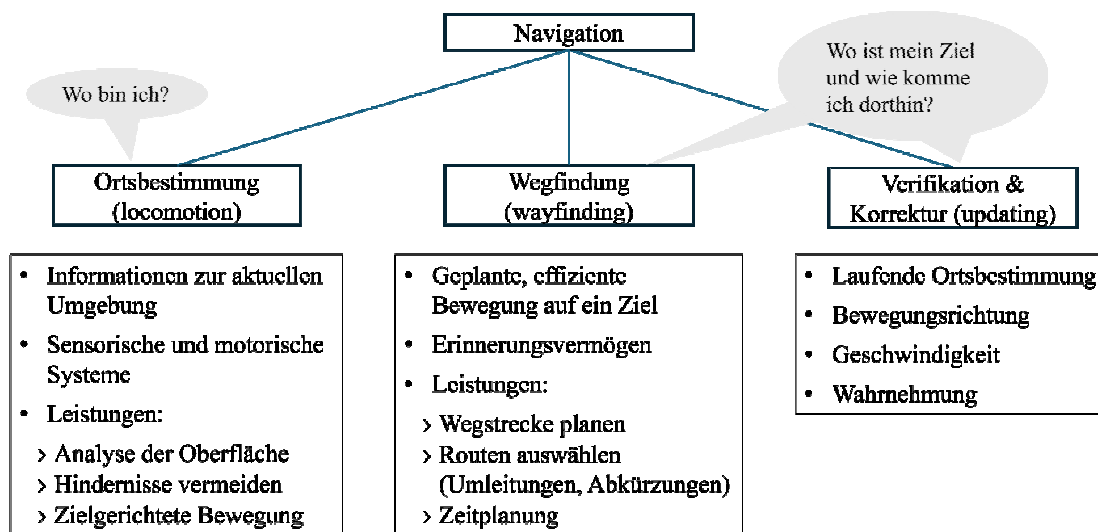 Navigation
Wo bin ich?
Wo ist mein Ziel
und wie komme
ich dorthin?
Ortsbestimmung
(locomotion)
Wegfindung
(wayfinding)
Verifikation &
Korrektur (updating)
• Informationen zur aktuellen
Umgebung
• Sensorische und motorische
Systeme
• Leistungen:
> Analyse der Oberfläche
> Hindernisse vermeiden
> Zielgerichtete Bewegung
• Geplante, effiziente
Bewegung auf ein Ziel
• Erinnerungsvermögen
• Leistungen:
> Wegstrecke planen
> Routen auswählen
(Umleitungen, Abkürzungen)
> Zeitplanung
• Laufende Ortsbestimmung
• Bewegungsrichtung
• Geschwindigkeit
• Wahrnehmung